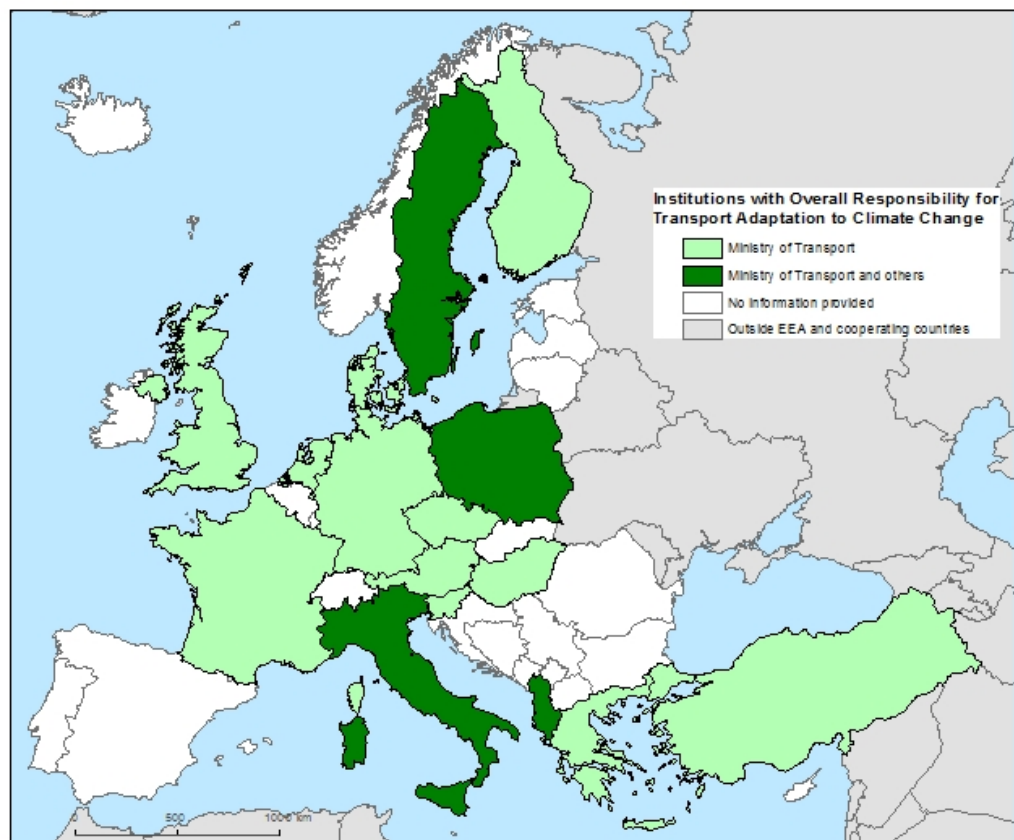 Institutions with Overall Responsibility for
Transport Adaptation to Climate Change
Ministry of Transport
Ministry of Transport and others
No information provided
Outside EEA and cooperating countries
0 500 1000 km